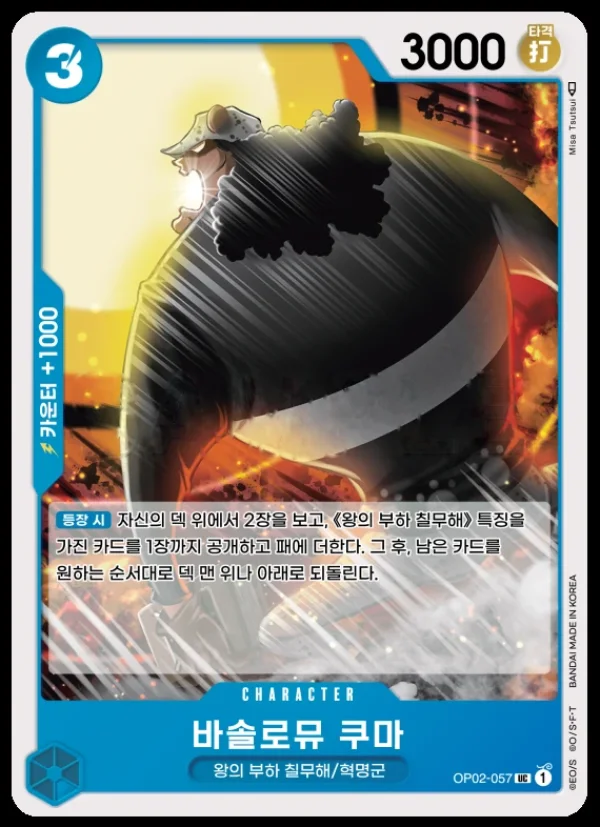 3
3000
타격
打
Misa Tsutsui
카운터 +1000
등장 시 자신의 덱 위에서 2장을 보고, 《왕의 부하 칠무해》 특징을
가진 카드를 1장까지 공개하고 패에 더한다. 그 후, 남은 카드를
원하는 순서대로 덱 맨 위나 아래로 되돌린다.
CHARACTER
바솔로뮤 쿠마
왕의 부하 칠무해/혁명군
OP02-057 UC 1
©EO/S ©O/S·F·T BANDAI MADE IN KOREA